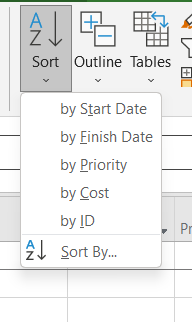 Sort Outline Tables
by Start Date
by Finish Date
by Priority
by Cost
by ID
Sort By...